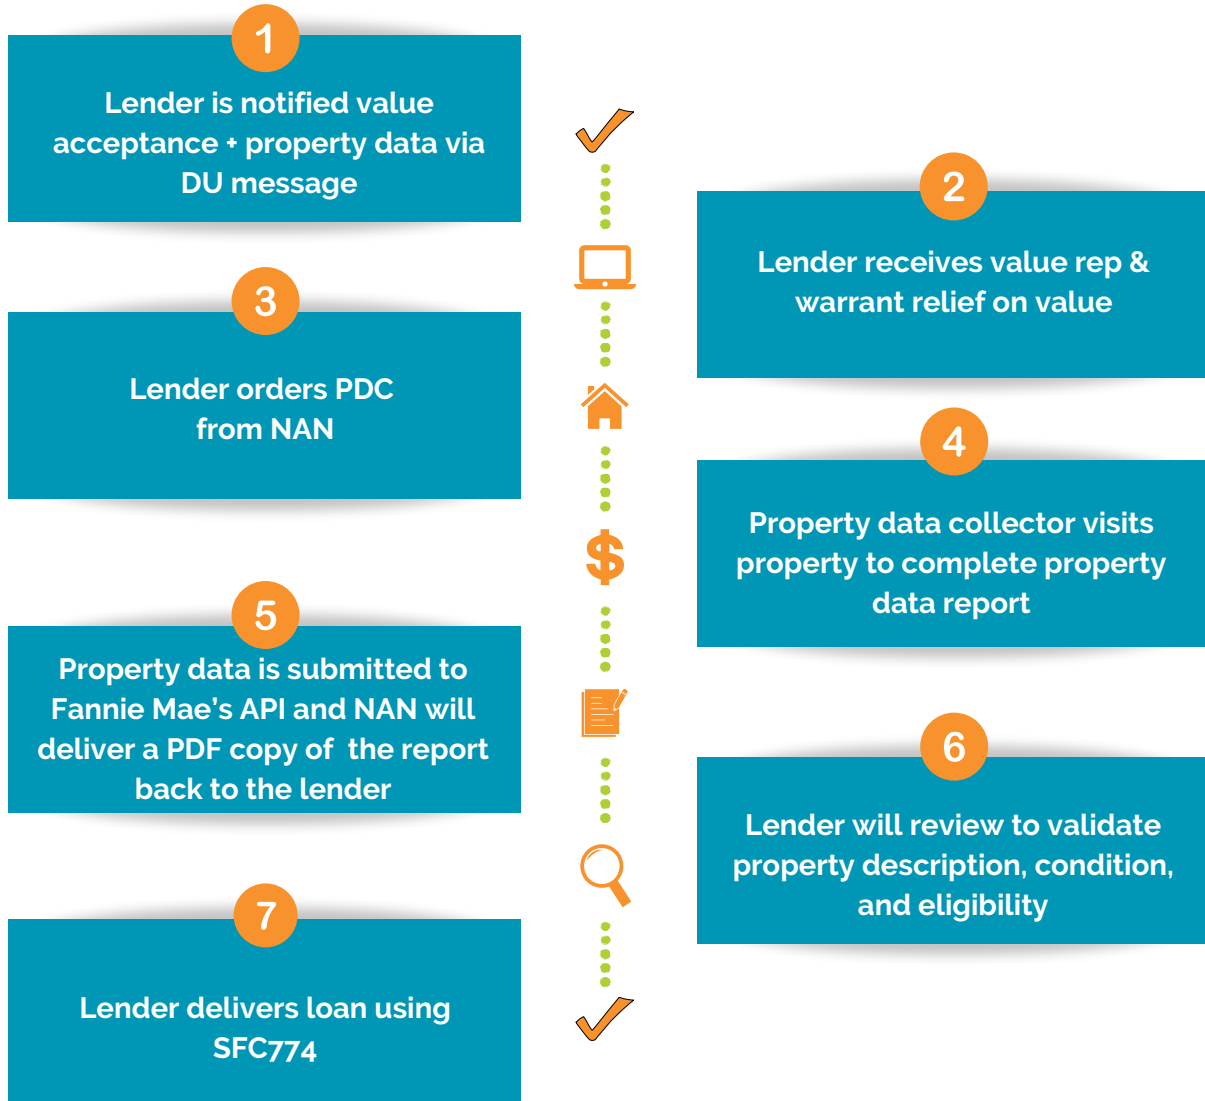 1
Lender is notified value
acceptance + property data via
DU message
2
Lender receives value rep &
warrant relief on value
3
Lender orders PDC
from NAN
4
Property data collector visits
property to complete property
data report
5
Property data is submitted to
Fannie Mae's API and NAN will
deliver a PDF copy of the report
back to the lender
6
Lender will review to validate
property description, condition,
and eligibility
7
Lender delivers loan using
SFC774
$